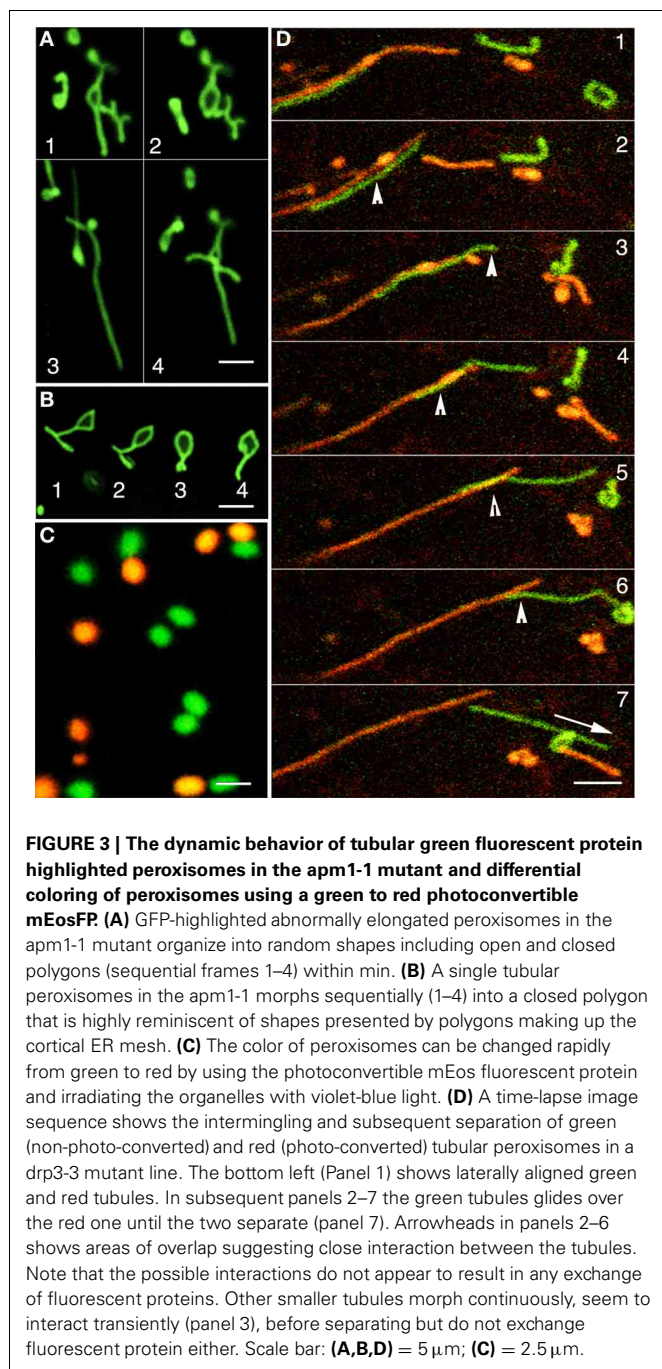 A
1
2
3
4
B
1
2
3
4
C
D
1
2
3
4
5
6
7
FIGURE 3 | The dynamic behavior of tubular green fluorescent protein
highlighted peroxisomes in the apm1-1 mutant and differential
coloring of peroxisomes using a green to red photoconvertible
mEosFP. (A) GFP-highlighted abnormally elongated peroxisomes in the
apm1-1 mutant organize into random shapes including open and closed
polygons (sequential frames 1–4) within min. (B) A single tubular
peroxisomes in the apm1-1 morphs sequentially (1–4) into a closed polygon
that is highly reminiscent of shapes presented by polygons making up the
cortical ER mesh. (C) The color of peroxisomes can be changed rapidly
from green to red by using the photoconvertible mEos fluorescent protein
and irradiating the organelles with violet-blue light. (D) A time-lapse image
sequence shows the intermingling and subsequent separation of green
(non-photo-converted) and red (photo-converted) tubular peroxisomes in a
drp3-3 mutant line. The bottom left (Panel 1) shows laterally aligned green
and red tubules. In subsequent panels 2–7 the green tubules glides over
the red one until the two separate (panel 7). Arrowheads in panels 2–6
shows areas of overlap suggesting close interaction between the tubules.
Note that the possible interactions do not appear to result in any exchange
of fluorescent proteins. Other smaller tubules morph continuously, seem to
interact transiently (panel 3), before separating but do not exchange
fluorescent protein either. Scale bar: (A,B,D) = 5 μm; (C) = 2.5 μm.